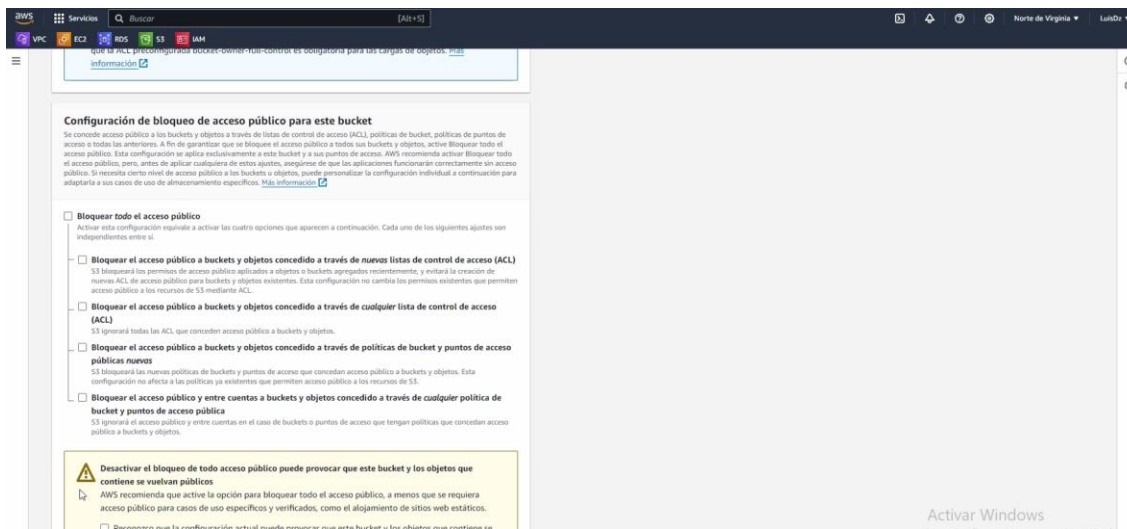 aws
Servicios
Buscar
[Alt+S]
Norte de Virginia
LuisDz
VPC
EC2
RDS
S3
IAM
que la ACL preconfigurada bucket-owner-full-control es obligatoria para las cargas de objetos. Más
información
Configuración de bloqueo de acceso público para este bucket
Se concede acceso público a los buckets y objetos a través de listas de control de acceso (ACL), políticas de bucket, políticas de puntos de
acceso o todas las anteriores. A fin de garantizar que se bloquee el acceso público a todos sus buckets y objetos, active Bloquear todo el
acceso público. Esta configuración se aplica exclusivamente a este bucket y a sus puntos de acceso. AWS recomienda activar Bloquear todo
el acceso público, pero, antes de aplicar cualquiera de estos ajustes, asegúrese de que las aplicaciones funcionarán correctamente sin acceso
público. Si necesita cierto nivel de acceso público a los buckets u objetos, puede personalizar la configuración individual a continuación para
adaptarla a sus casos de uso de almacenamiento específicos. Más información
Bloquear todo el acceso público
Activar esta configuración equivale a activar las cuatro opciones que aparecen a continuación. Cada uno de los siguientes ajustes son
independientes entre sí.
Bloquear el acceso público a buckets y objetos concedido a través de nuevas listas de control de acceso (ACL)
S3 bloqueará los permisos de acceso público aplicados a objetos o buckets agregados recientemente, y evitará la creación de
nuevas ACL de acceso público para buckets y objetos existentes. Esta configuración no cambia los permisos existentes que permiten
acceso público a los recursos de S3 mediante ACL.
Bloquear el acceso público a buckets y objetos concedido a través de cualquier lista de control de acceso
(ACL)
S3 ignorará todas las ACL que conceden acceso público a buckets y objetos.
Bloquear el acceso público a buckets y objetos concedido a través de políticas de bucket y puntos de acceso
públicas nuevas
S3 bloqueará las nuevas políticas de buckets y puntos de acceso que concedan acceso público a buckets y objetos. Esta
configuración no afecta a las políticas ya existentes que permiten acceso público a los recursos de S3.
Bloquear el acceso público y entre cuentas a buckets y objetos concedido a través de cualquier política de
bucket y puntos de acceso pública
S3 ignorará el acceso público y entre cuentas en el caso de buckets o puntos de acceso que tengan políticas que concedan acceso
público a buckets y objetos.
Desactivar el bloqueo de todo acceso público puede provocar que este bucket y los objetos que
contiene se vuelvan públicos
AWS recomienda que active la opción para bloquear todo el acceso público, a menos que se requiera
acceso público para casos de uso específicos y verificados, como el alojamiento de sitios web estáticos.
Reconozco que la configuración actual puede provocar que este bucket y los objetos que contiene se
Activar Windows